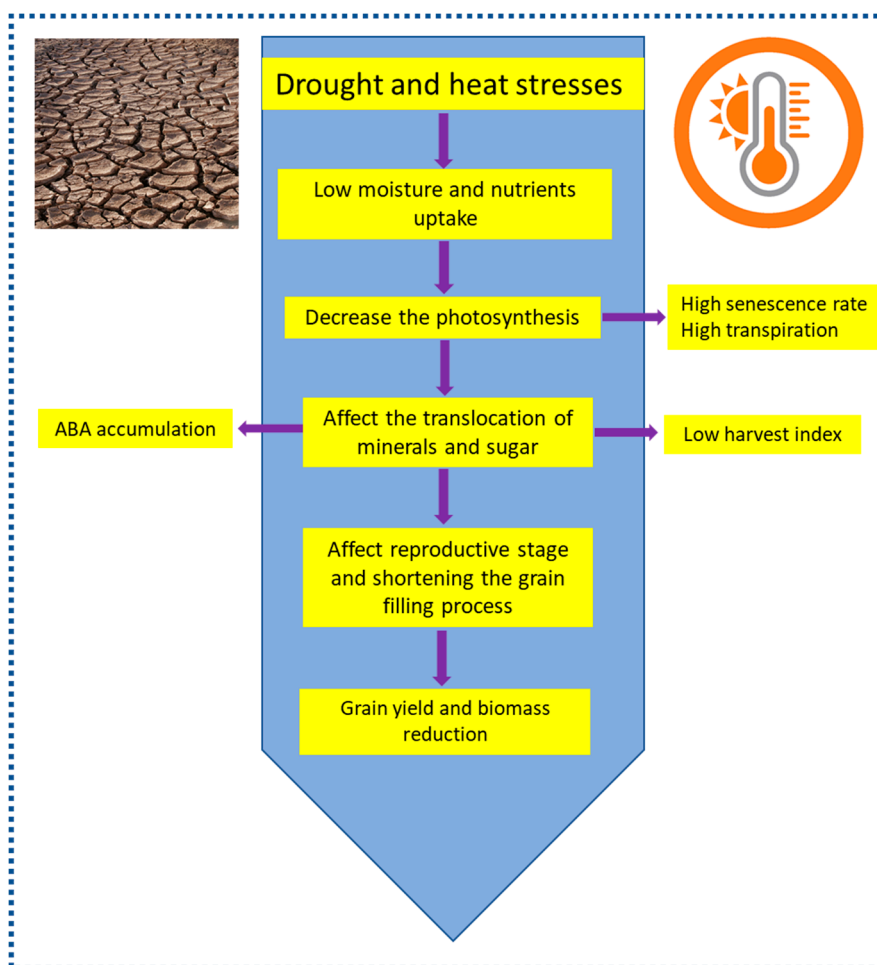 Drought and heat stresses
Low moisture and nutrients
uptake
Decrease the photosynthesis
High senescence rate
High transpiration
ABA accumulation
Affect the translocation of
minerals and sugar
Low harvest index
Affect reproductive stage
and shortening the grain
filling process
Grain yield and biomass
reduction